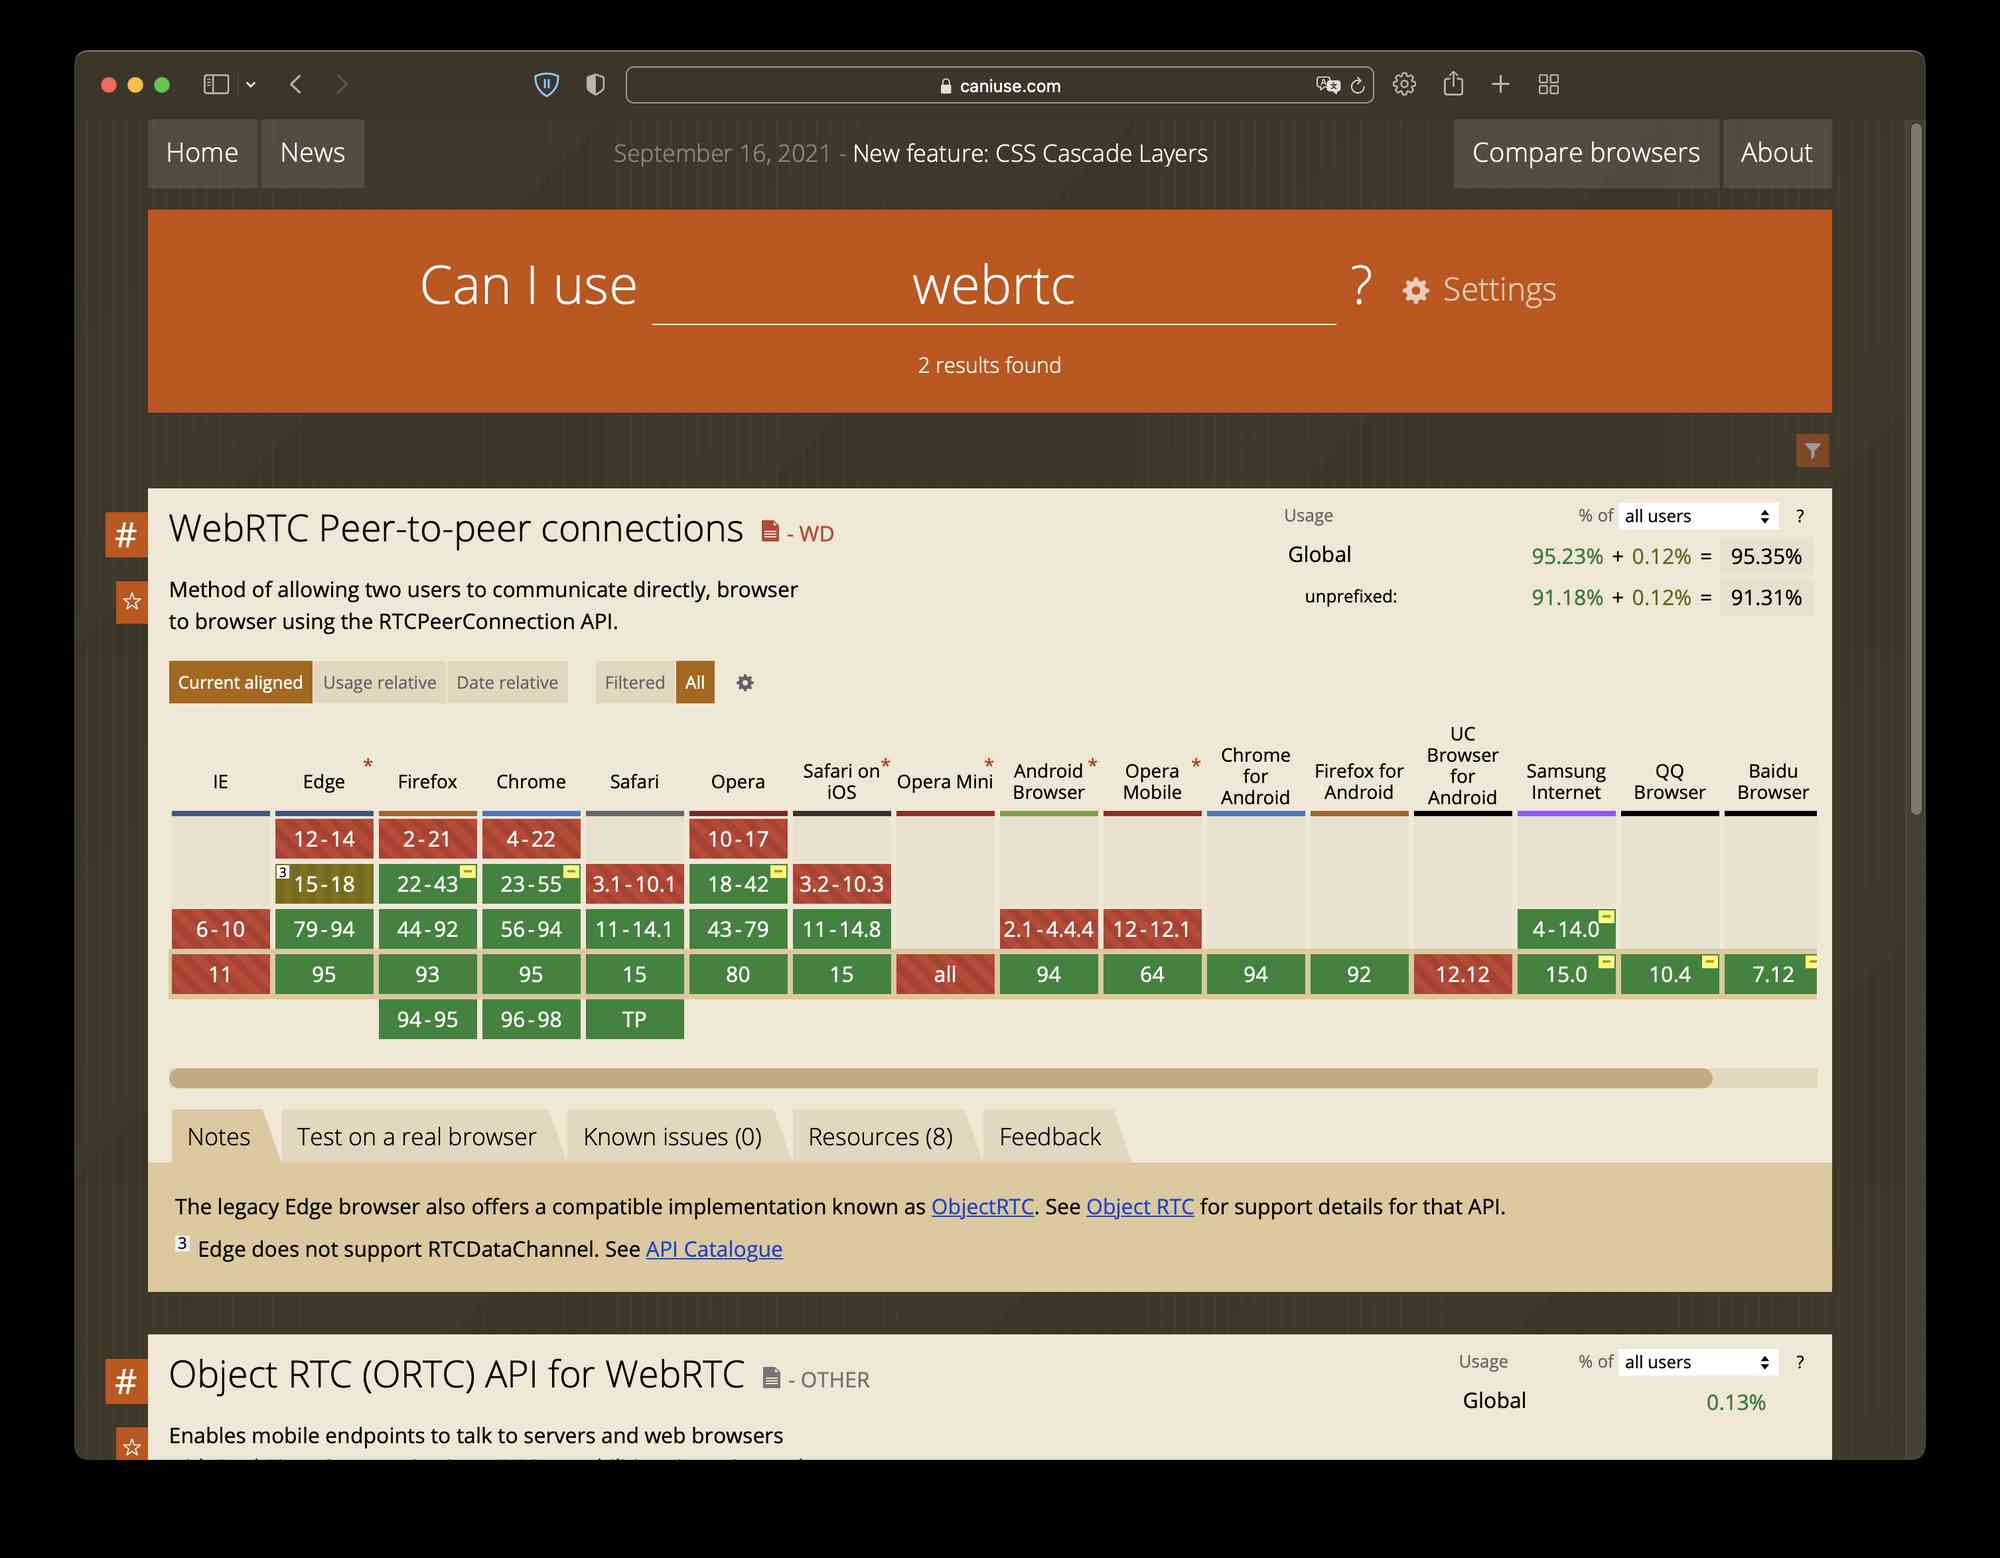 caniuse.com
Home News September 16, 2021 - New feature: CSS Cascade Layers Compare browsers About
Can I use webrtc ? Settings
2 results found
# WebRTC Peer-to-peer connections - WD
Usage % of all users ?
Global 95.23% + 0.12% = 95.35%
unprefixed: 91.18% + 0.12% = 91.31%
Method of allowing two users to communicate directly, browser
to browser using the RTCPeerConnection API.
Current aligned Usage relative Date relative Filtered All
IE Edge * Firefox Chrome Safari Opera Safari on iOS * Opera Mini * Android Browser * Opera Mobile * Chrome for Android Firefox for Android UC Browser for Android Samsung Internet QQ Browser Baidu Browser
12-14 2-21 4-22 10-17
3 15-18 22-43 23-55 3.1-10.1 18-42 3.2-10.3
6-10 79-94 44-92 56-94 11-14.1 43-79 11-14.8 2.1-4.4.4 12-12.1 4-14.0
11 95 93 95 15 80 15 all 94 64 94 92 12.12 15.0 10.4 7.12
94-95 96-98 TP
Notes Test on a real browser Known issues (0) Resources (8) Feedback
The legacy Edge browser also offers a compatible implementation known as ObjectRTC. See Object RTC for support details for that API.
3 Edge does not support RTCDataChannel. See API Catalogue
# Object RTC (ORTC) API for WebRTC - OTHER
Usage % of all users ?
Global 0.13%
Enables mobile endpoints to talk to servers and web browsers